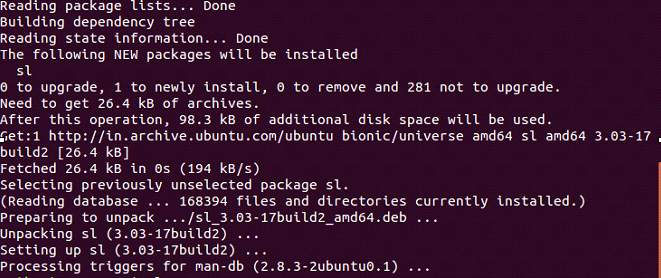 Reading package lists... Done
Building dependency tree
Reading state information... Done
The following NEW packages will be installed
  sl
0 to upgrade, 1 to newly install, 0 to remove and 281 not to upgrade.
Need to get 26.4 kB of archives.
After this operation, 98.3 kB of additional disk space will be used.
Get:1 http://in.archive.ubuntu.com/ubuntu bionic/universe amd64 sl amd64 3.03-17
build2 [26.4 kB]
Fetched 26.4 kB in 0s (194 kB/s)
Selecting previously unselected package sl.
(Reading database ... 168394 files and directories currently installed.)
Preparing to unpack .../sl_3.03-17build2_amd64.deb ...
Unpacking sl (3.03-17build2) ...
Setting up sl (3.03-17build2) ...
Processing triggers for man-db (2.8.3-2ubuntu0.1) ...